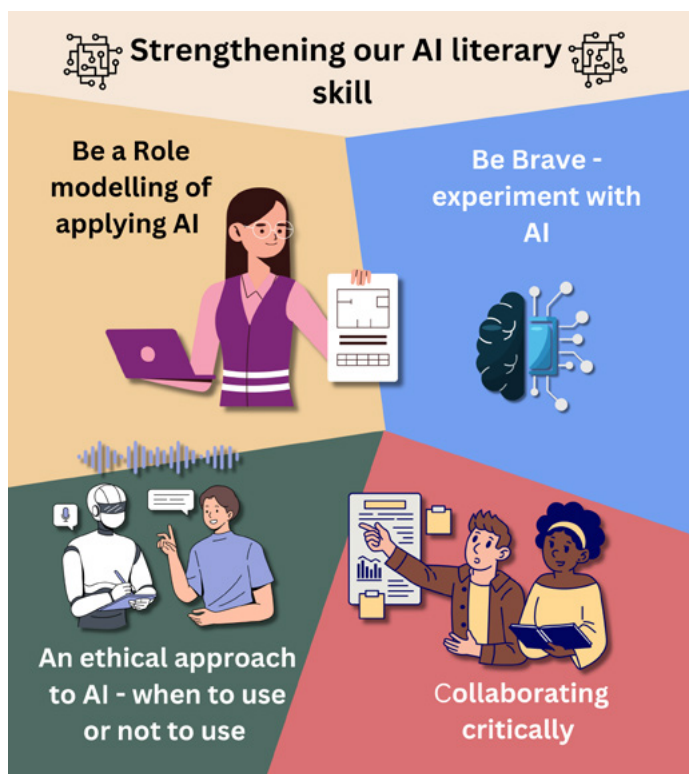 Strengthening our AI literary
skill
Be a Role
modelling of
applying AI
Be Brave -
experiment with
AI
An ethical approach
to AI - when to use
or not to use
Collaborating
critically